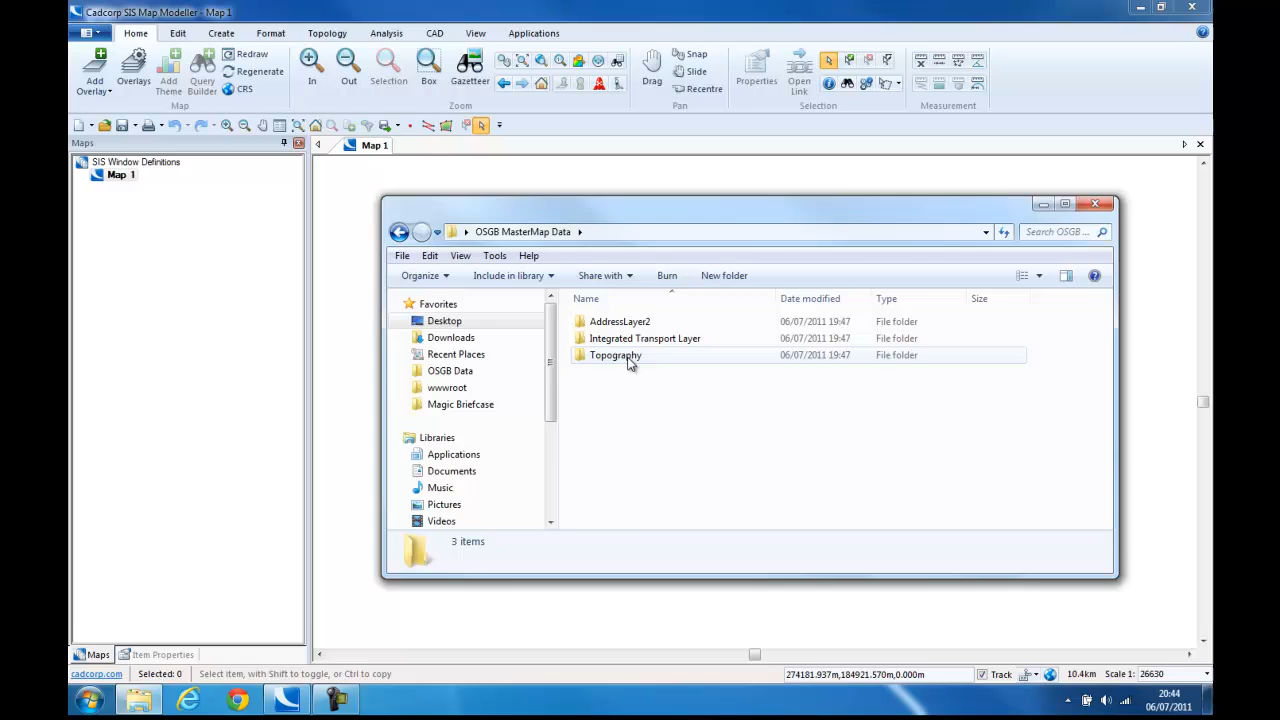 Cadcorp SIS Map Modeller - Map 1
Home Edit Create Format Topology Analysis CAD View Applications
Add Overlay Overlays Add Theme Query Builder Redraw Regenerate CRS
In Out Selection Box Gazetteer
Drag Snap Slide Recentre
Properties Open Link
Map Zoom Pan Selection Measurement
Maps
Map 1
SIS Window Definitions
Map 1
OSGB MasterMap Data
Search OSGB ...
File Edit View Tools Help
Organize Include in library Share with Burn New folder
Favorites
Desktop
Downloads
Recent Places
OSGB Data
wwwroot
Magic Briefcase
Libraries
Applications
Documents
Music
Pictures
Videos
Name Date modified Type Size
AddressLayer2 06/07/2011 19:47 File folder
Integrated Transport Layer 06/07/2011 19:47 File folder
Topography 06/07/2011 19:47 File folder
3 items
Maps Item Properties
cadcorp.com Selected: 0 Select item, with Shift to toggle, or Ctrl to copy 274181.937m,184921.570m,0.000m Track 10.4km Scale 1: 26630
20:44
06/07/2011